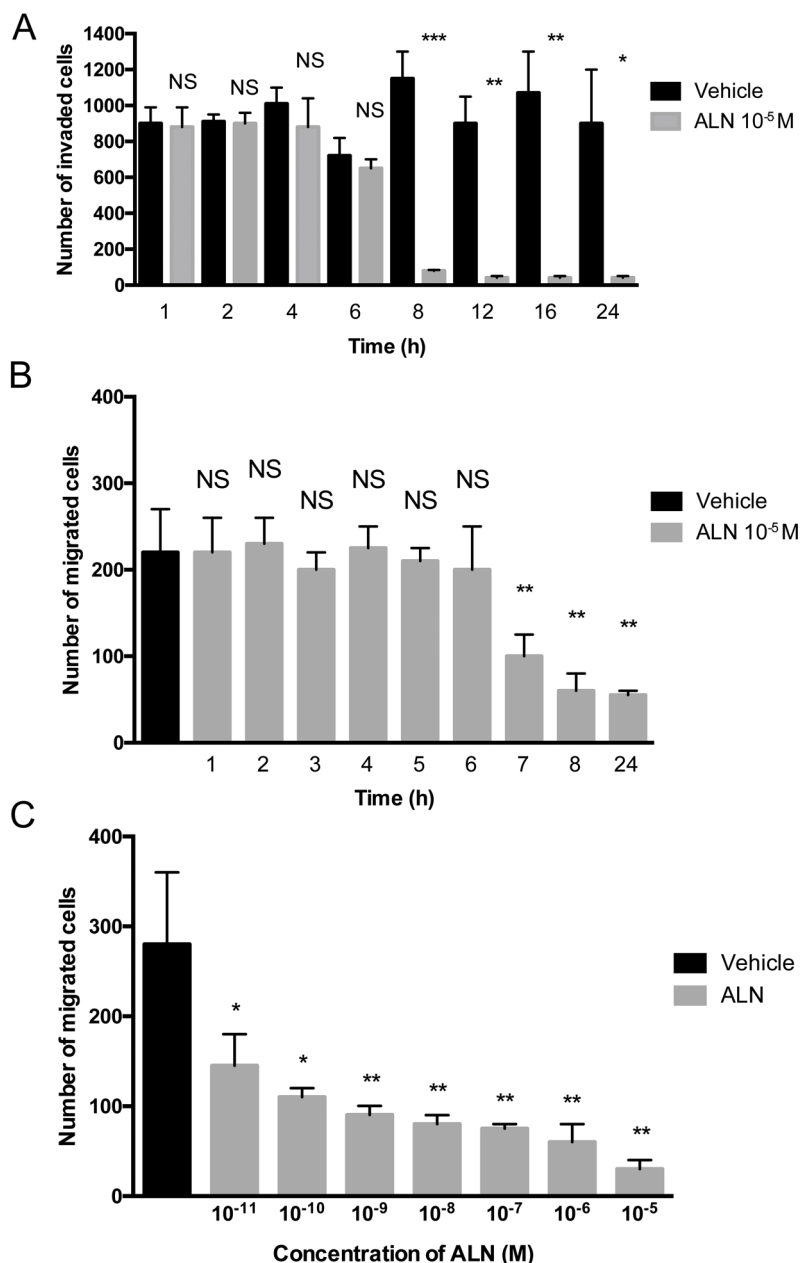 A
1400
1200
1000
800
600
400
200
0
Number of invaded cells
NS NS NS NS *** ** ** *
Vehicle
ALN 10⁻⁵ M
1 2 4 6 8 12 16 24
Time (h)
B
400
300
200
100
0
Number of migrated cells
NS NS NS NS NS NS ** ** **
Vehicle
ALN 10⁻⁵ M
1 2 3 4 5 6 7 8 24
Time (h)
C
400
300
200
100
0
Number of migrated cells
* * ** ** ** ** **
Vehicle
ALN
10⁻¹¹ 10⁻¹⁰ 10⁻⁹ 10⁻⁸ 10⁻⁷ 10⁻⁶ 10⁻⁵
Concentration of ALN (M)